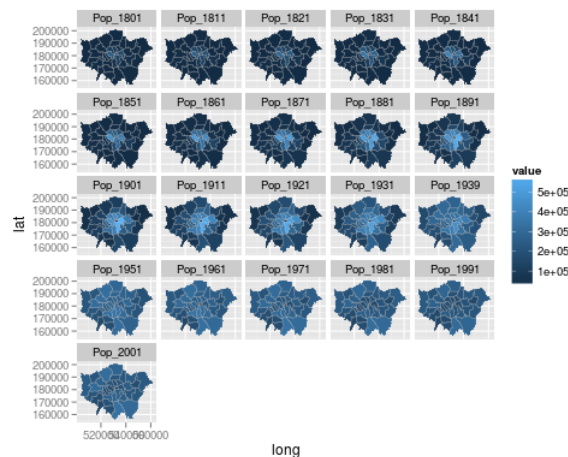 Pop_1801 Pop_1811 Pop_1821 Pop_1831 Pop_1841
200000
190000
180000
170000
160000
Pop_1851 Pop_1861 Pop_1871 Pop_1881 Pop_1891
200000
190000
180000
170000
160000
Pop_1901 Pop_1911 Pop_1921 Pop_1931 Pop_1939
200000
190000
180000
170000
160000
Pop_1951 Pop_1961 Pop_1971 Pop_1981 Pop_1991
200000
190000
180000
170000
160000
Pop_2001
200000
190000
180000
170000
160000
520000 540000 560000
long
lat
value
5e+05
4e+05
3e+05
2e+05
1e+05